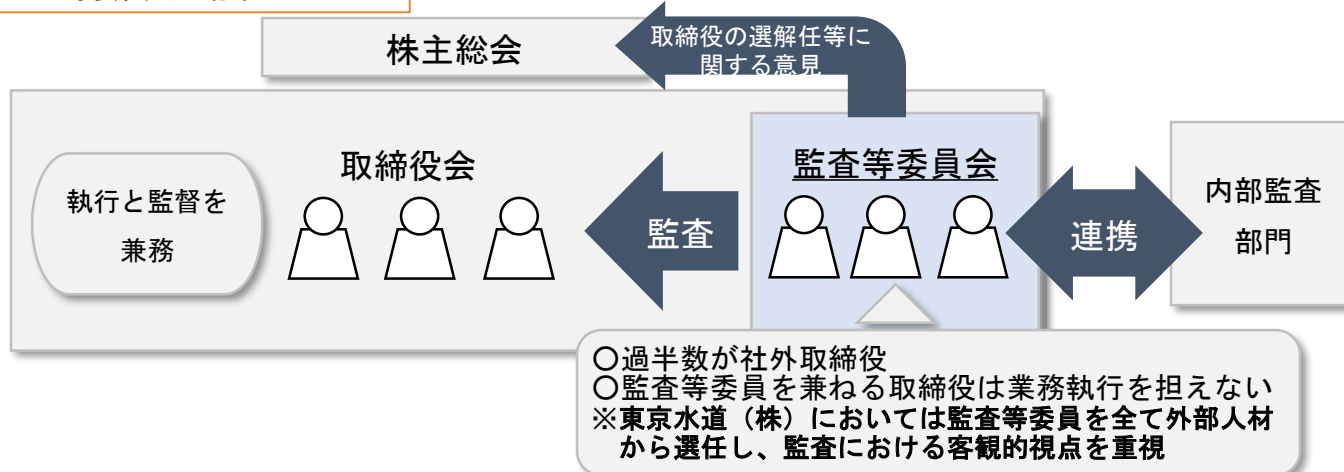 株主総会
取締役の選解任等に
関する意見
取締役会
監査等委員会
執行と監督を
兼務
監査
連携
内部監査
部門
〇過半数が社外取締役
〇監査等委員を兼ねる取締役は業務執行を担えない
※東京水道（株）においては監査等委員を全て外部人材
から選任し、監査における客観的視点を重視